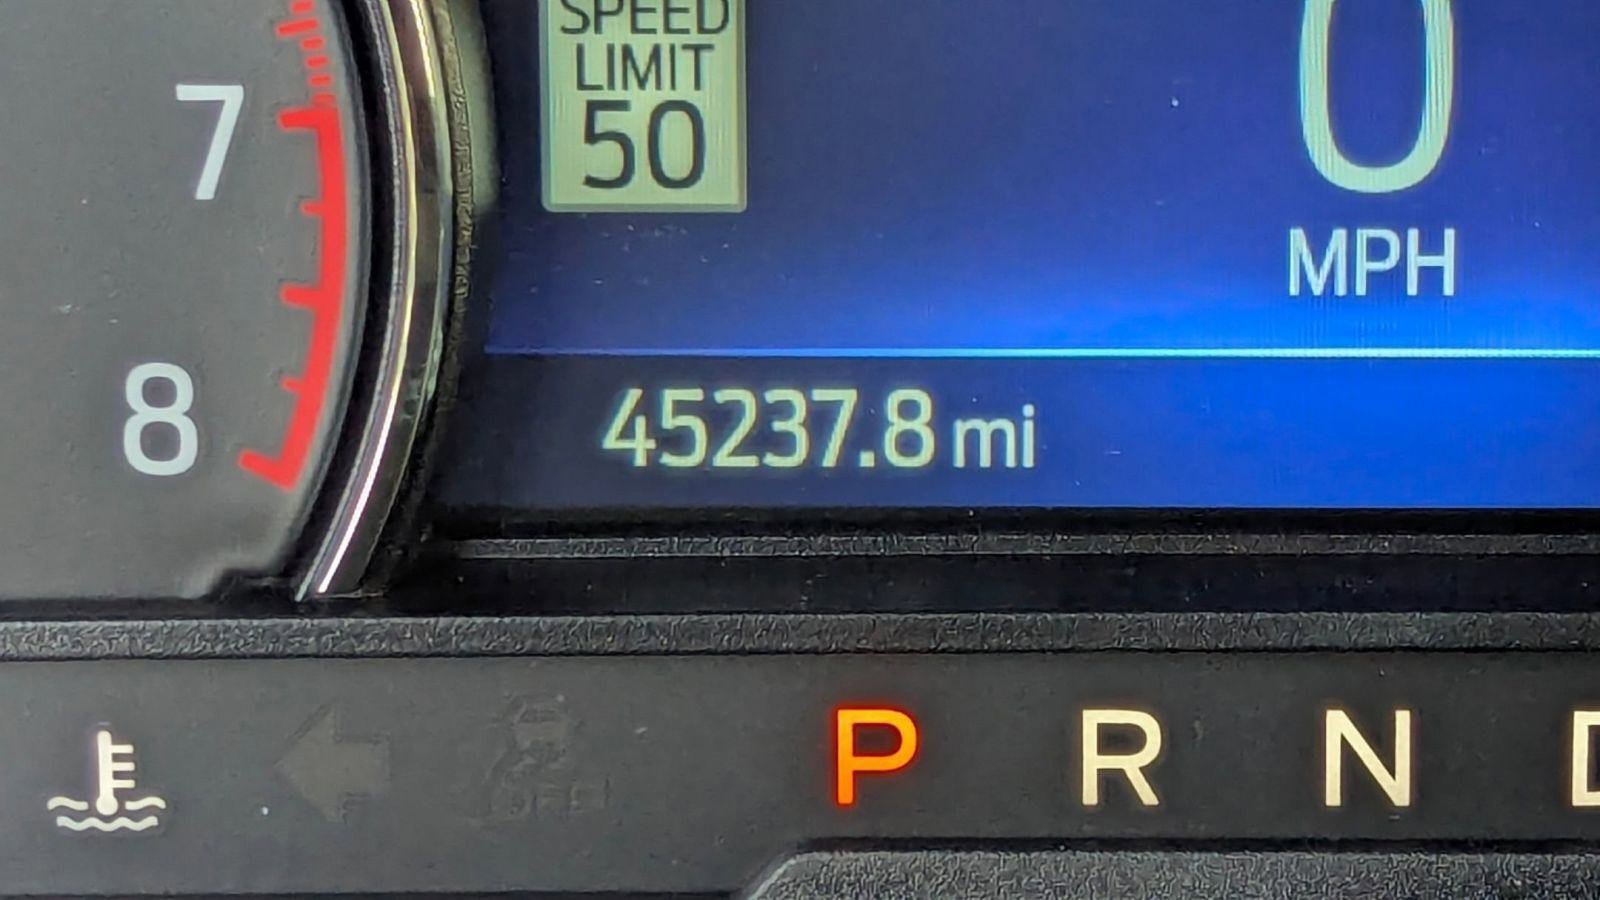 SPEED
LIMIT
50
0
MPH
7
8
45237.8 mi
P R N D